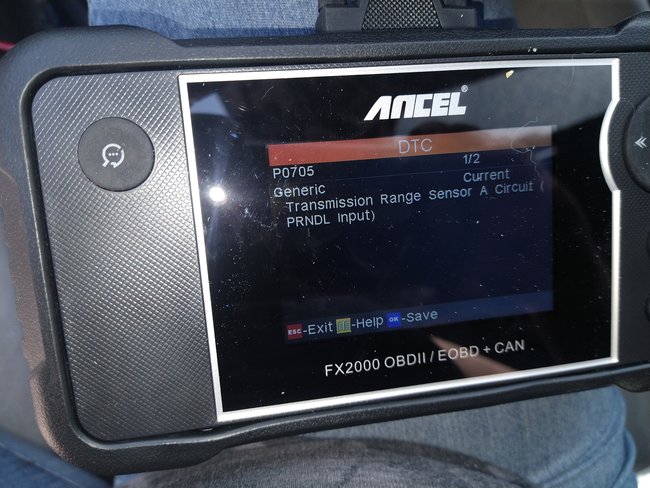 ANCEL®
DTC
P0705 1/2
Generic Current
Transmission Range Sensor A Circuit (
PRNDL Input)
ESC-Exit -Help OK-Save
FX2000 OBDII / EOBD + CAN